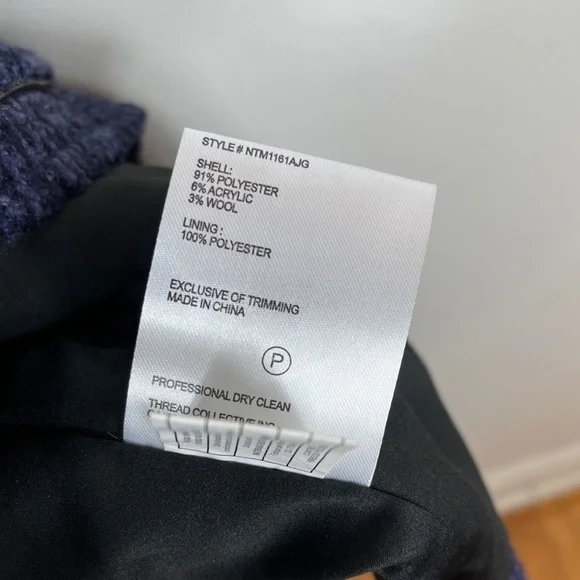 STYLE # NTM1161AJG
SHELL:
91% POLYESTER
6% ACRYLIC
3% WOOL
LINING :
100% POLYESTER
EXCLUSIVE OF TRIMMING
MADE IN CHINA
P
PROFESSIONAL DRY CLEAN
THREAD COLLECTIVE INC